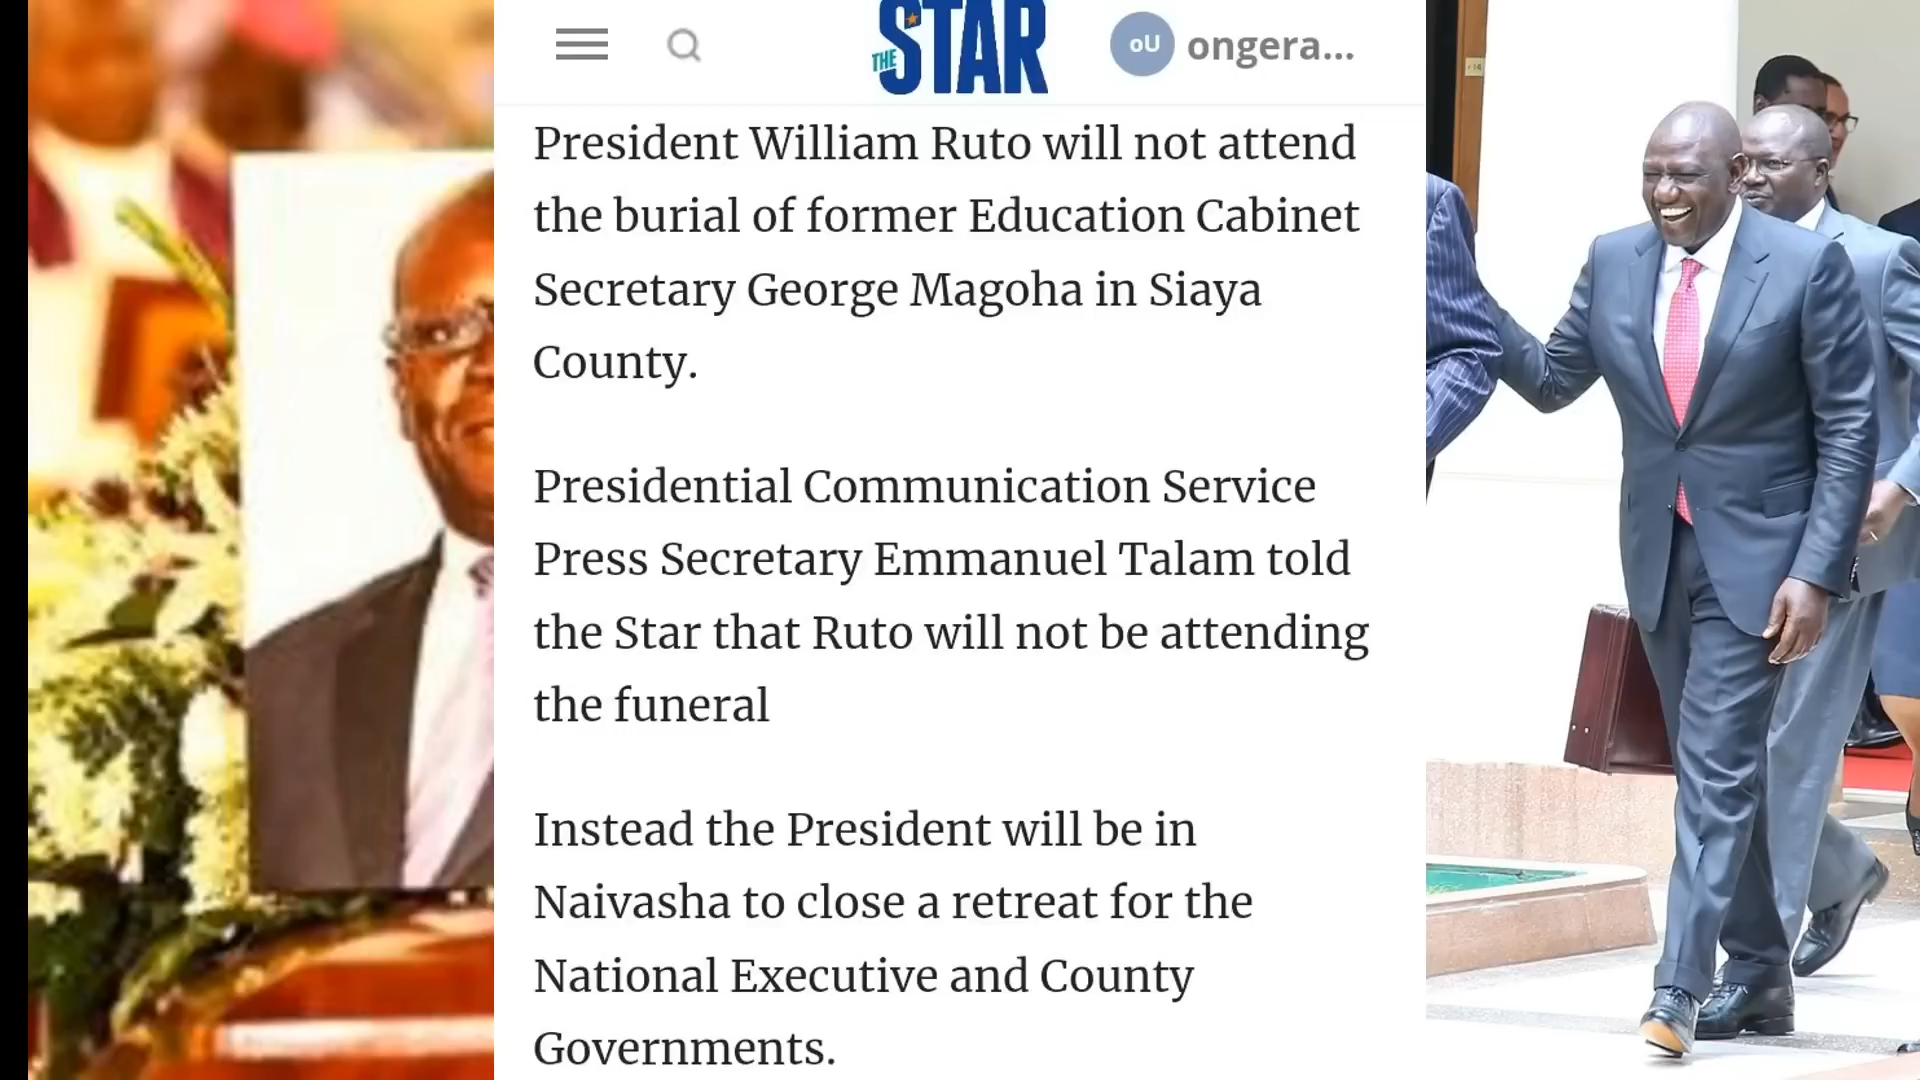 THE STAR
oU ongera...
President William Ruto will not attend
the burial of former Education Cabinet
Secretary George Magoha in Siaya
County.
Presidential Communication Service
Press Secretary Emmanuel Talam told
the Star that Ruto will not be attending
the funeral
Instead the President will be in
Naivasha to close a retreat for the
National Executive and County
Governments.